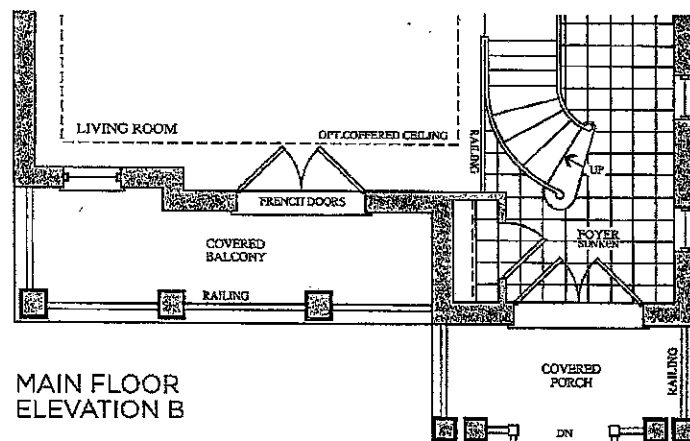 LIVING ROOM
OPT.COFFERED CEILING
RAILING
UP
FRENCH DOORS
FOYER
SUNKEN
COVERED
BALCONY
RAILING
COVERED
PORCH
RAILING
DN
MAIN FLOOR
ELEVATION B